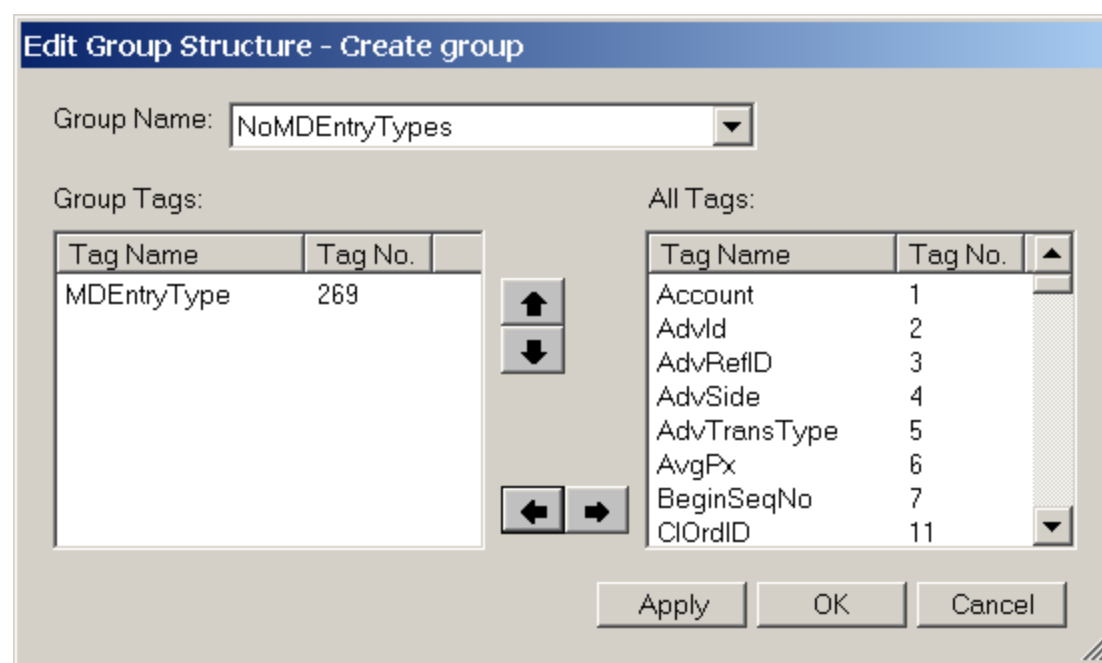 Edit Group Structure - Create group
Group Name: NoMDEntryTypes
Group Tags: All Tags:
Tag Name Tag No. Tag Name Tag No.
MDEntryType 269 Account 1
AdvId 2
AdvRefID 3
AdvSide 4
AdvTransType 5
AvgPx 6
BeginSeqNo 7
ClOrdID 11
Apply OK Cancel